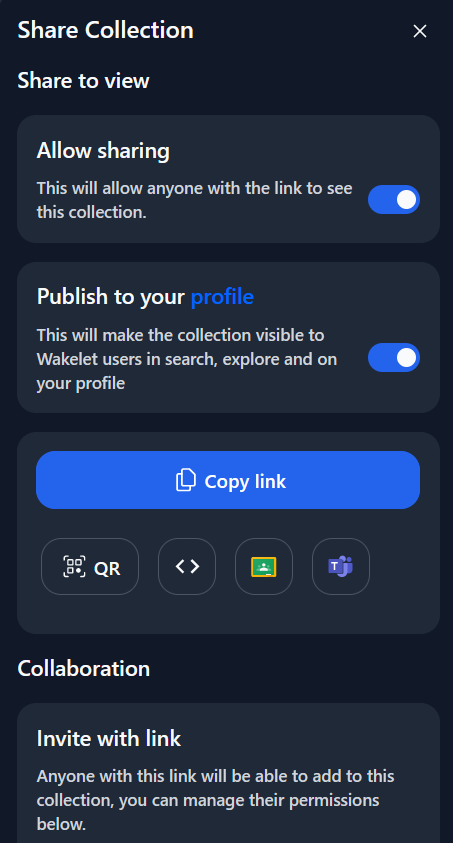 Share Collection
Share to view
Allow sharing
This will allow anyone with the link to see
this collection.
Publish to your profile
This will make the collection visible to
Wakelet users in search, explore and on
your profile
Copy link
QR
Collaboration
Invite with link
Anyone with this link will be able to add to this
collection, you can manage their permissions
below.